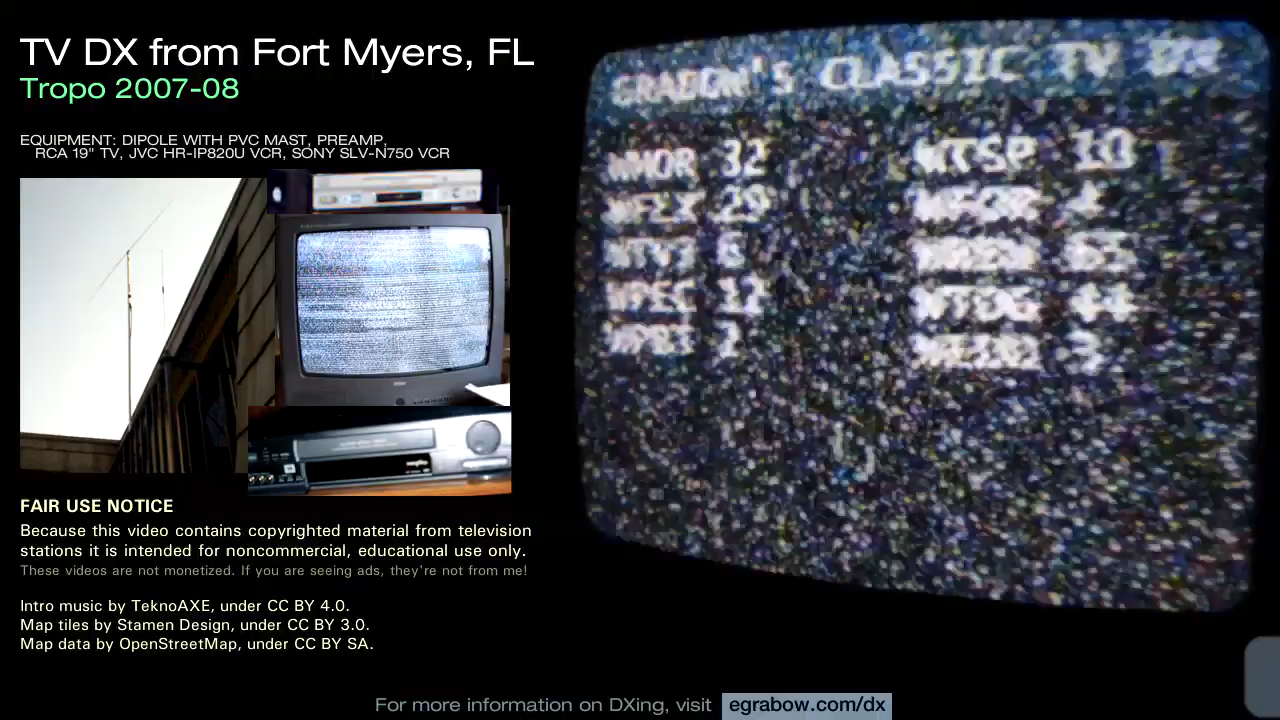 TV DX from Fort Myers, FL
Tropo 2007-08
EQUIPMENT: DIPOLE WITH PVC MAST, PREAMP,
RCA 19" TV, JVC HR-IP820U VCR, SONY SLV-N750 VCR
GRABOW'S CLASSIC TV DX
WMOR 32
WTSP 10
WFLX 29
WTVT
WPEC 12
FAIR USE NOTICE
Because this video contains copyrighted material from television
stations it is intended for noncommercial, educational use only.
These videos are not monetized. If you are seeing ads, they're not from me!
Intro music by TeknoAXE, under CC BY 4.0.
Map tiles by Stamen Design, under CC BY 3.0.
Map data by OpenStreetMap, under CC BY SA.
For more information on DXing, visit egrabow.com/dx